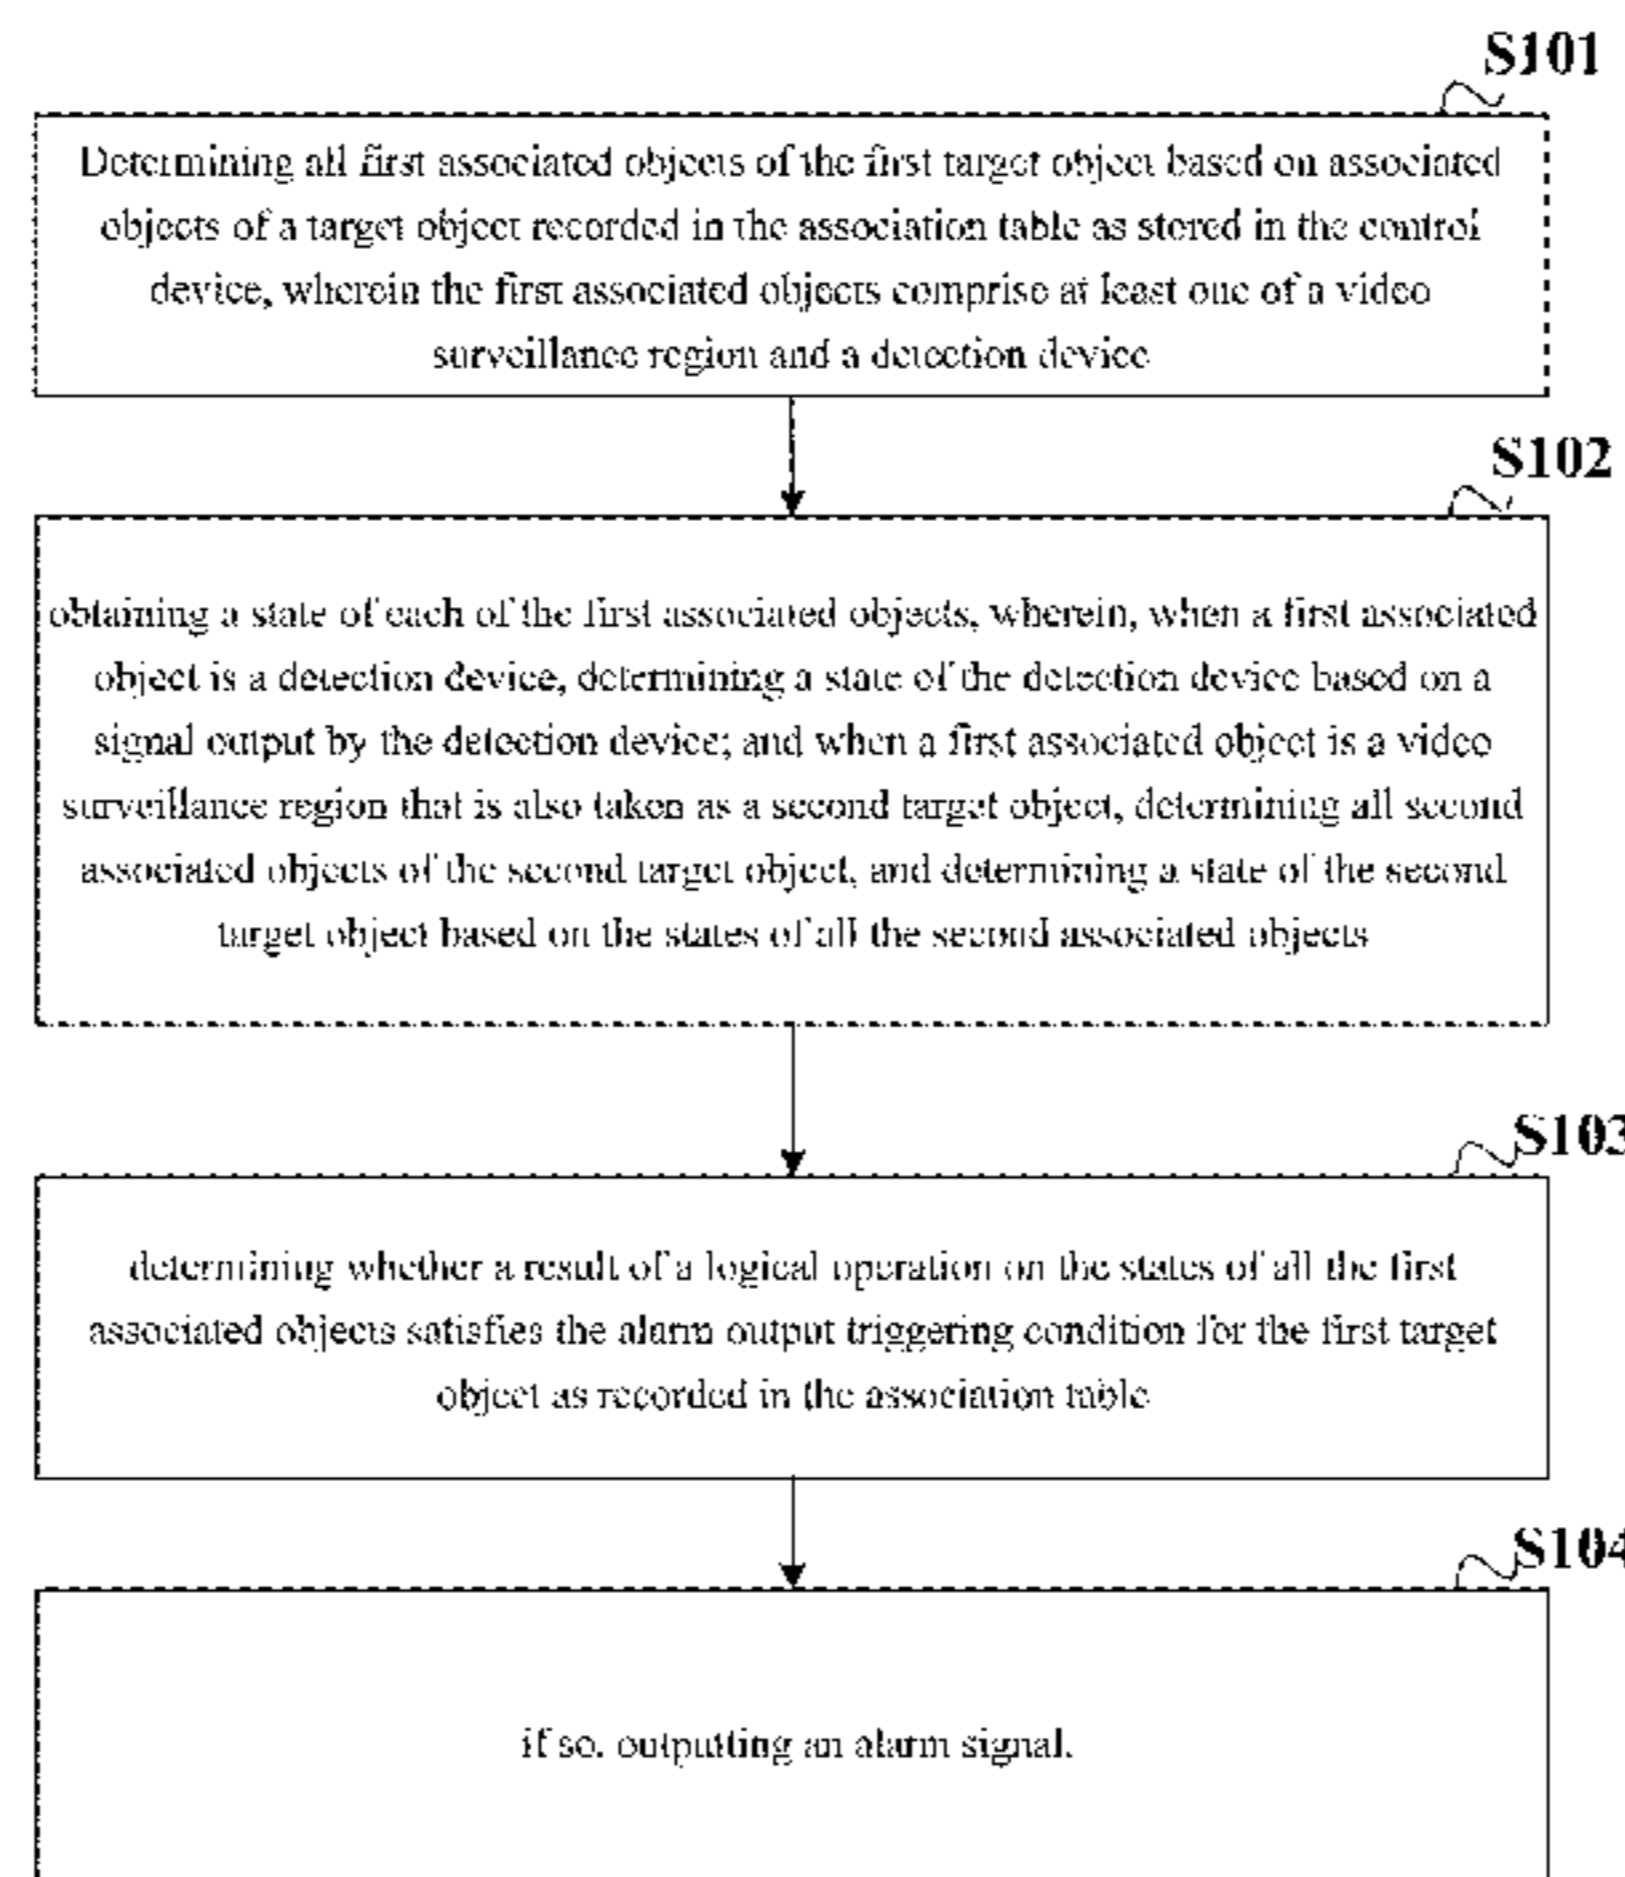 S101
Determining all first associated objects of the first target object based on associated
objects of a target object recorded in the association table as stored in the control
device, wherein the first associated objects comprise at least one of a video
surveillance region and a detection device
S102
obtaining a state of each of the first associated objects, wherein, when a first associated
object is a detection device, determining a state of the detection device based on a
signal output by the detection device; and when a first associated object is a video
surveillance region that is also taken as a second target object, determining all second
associated objects of the second target object, and determining a state of the second
target object based on the states of all the second associated objects
S103
determining whether a result of a logical operation on the states of all the first
associated objects satisfies the alarm output triggering condition for the first target
object as recorded in the association table
S104
if so. outputting an alarm signal.